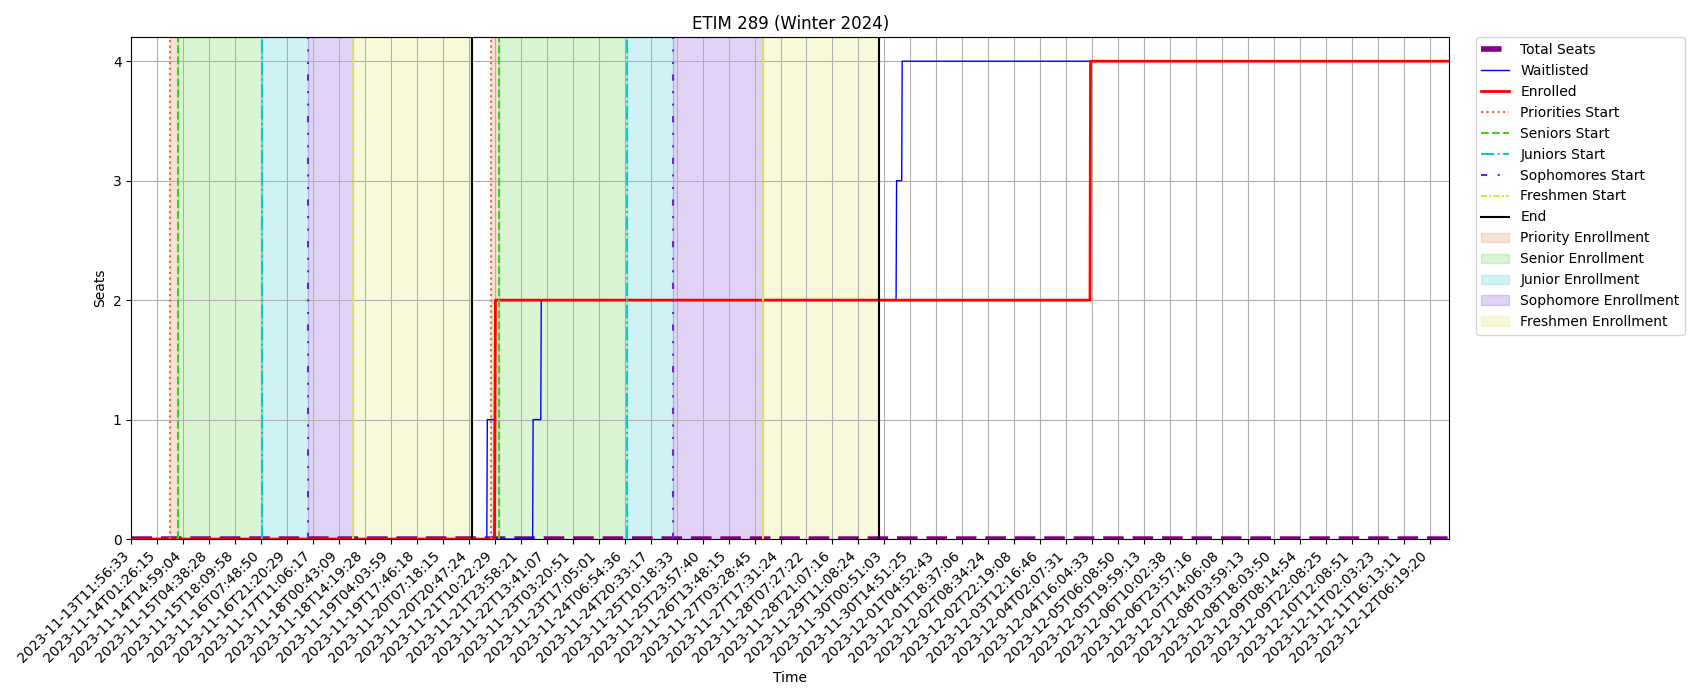 ETIM 289 (Winter 2024)
4
3
2
1
0
Seats
2023-11-13T11:56:33
2023-11-14T01:26:15
2023-11-14T14:59:04
2023-11-15T04:38:28
2023-11-15T18:09:58
2023-11-16T07:48:50
2023-11-16T21:20:29
2023-11-17T11:06:17
2023-11-18T00:43:09
2023-11-18T14:19:28
2023-11-19T04:03:59
2023-11-19T17:46:18
2023-11-20T07:18:15
2023-11-20T20:47:24
2023-11-21T10:22:29
2023-11-21T23:58:21
2023-11-22T13:41:07
2023-11-23T03:20:51
2023-11-23T17:05:01
2023-11-24T06:54:36
2023-11-24T20:33:17
2023-11-25T10:18:33
2023-11-25T23:57:40
2023-11-26T13:48:15
2023-11-27T03:28:45
2023-11-27T17:31:24
2023-11-28T07:27:22
2023-11-28T21:07:16
2023-11-29T11:08:24
2023-11-30T00:51:03
2023-11-30T14:51:25
2023-12-01T04:52:43
2023-12-01T18:37:06
2023-12-02T08:34:24
2023-12-02T22:19:08
2023-12-03T12:16:46
2023-12-04T02:07:31
2023-12-04T16:04:33
2023-12-05T06:08:50
2023-12-05T19:59:13
2023-12-06T10:02:38
2023-12-06T23:57:16
2023-12-07T14:06:08
2023-12-08T03:59:13
2023-12-08T18:03:50
2023-12-09T08:14:54
2023-12-09T22:08:25
2023-12-10T12:08:51
2023-12-11T02:03:23
2023-12-11T16:13:11
2023-12-12T06:19:20
Time
Total Seats
Waitlisted
Enrolled
Priorities Start
Seniors Start
Juniors Start
Sophomores Start
Freshmen Start
End
Priority Enrollment
Senior Enrollment
Junior Enrollment
Sophomore Enrollment
Freshmen Enrollment